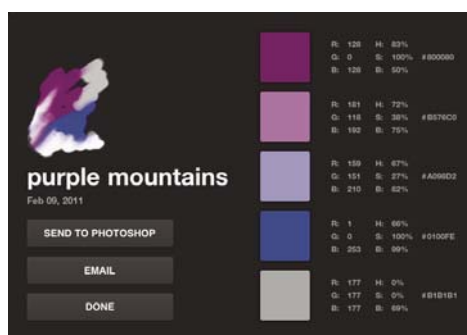 purple mountains
Feb 09, 2011
SEND TO PHOTOSHOP
EMAIL
DONE
R: 128 H: 83%
G: 0 S: 100% #800080
B: 128 B: 50%
R: 181 H: 72%
G: 118 S: 38% #B576C0
B: 192 B: 75%
R: 159 H: 67%
G: 151 S: 27% #A098D2
B: 210 B: 82%
R: 1 H: 66%
G: 0 S: 100% #0100FE
B: 253 B: 99%
R: 177 H: 0%
G: 177 S: 0% #B1B1B1
B: 177 B: 69%